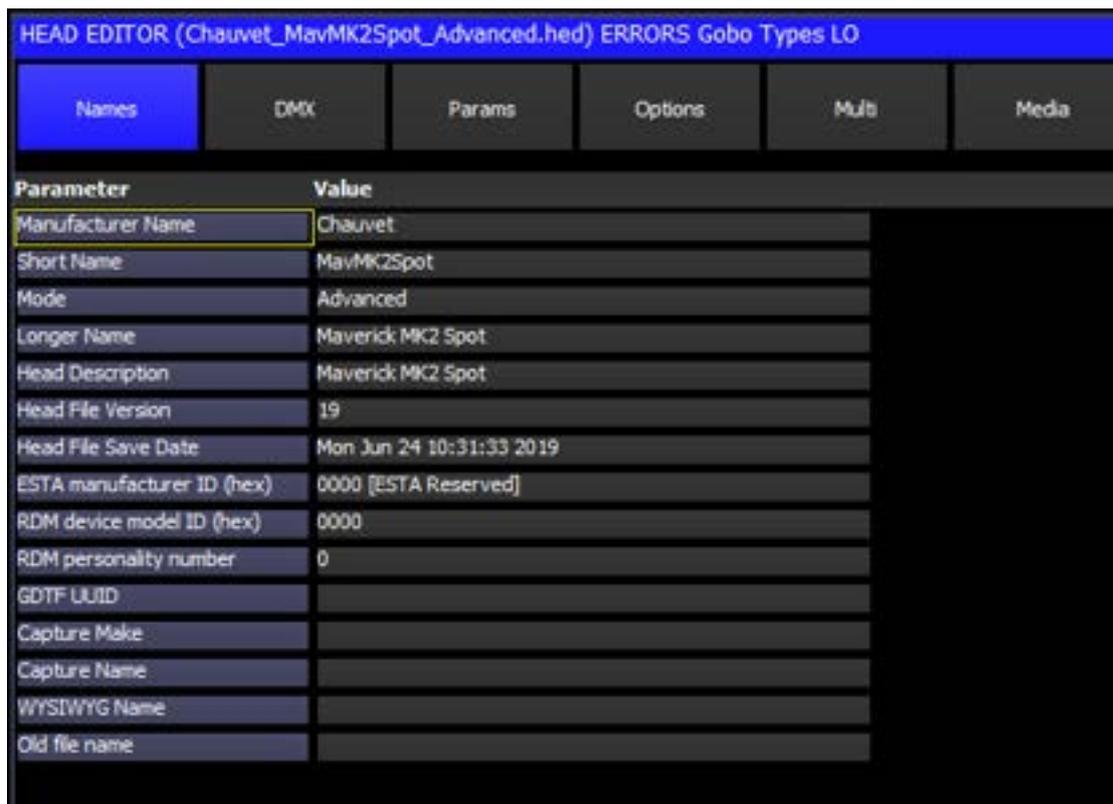 HEAD EDITOR (Chauvet_MavMK2Spot_Advanced.hed) ERRORS Gobo Types LO
Names DMX Params Options Multi Media
Parameter Value
Manufacturer Name Chauvet
Short Name MavMK2Spot
Mode Advanced
Longer Name Maverick MK2 Spot
Head Description Maverick MK2 Spot
Head File Version 19
Head File Save Date Mon Jun 24 10:31:33 2019
ESTA manufacturer ID (hex) 0000 [ESTA Reserved]
RDM device model ID (hex) 0000
RDM personality number 0
GDTF UUID
Capture Make
Capture Name
WYSIWYG Name
Old file name